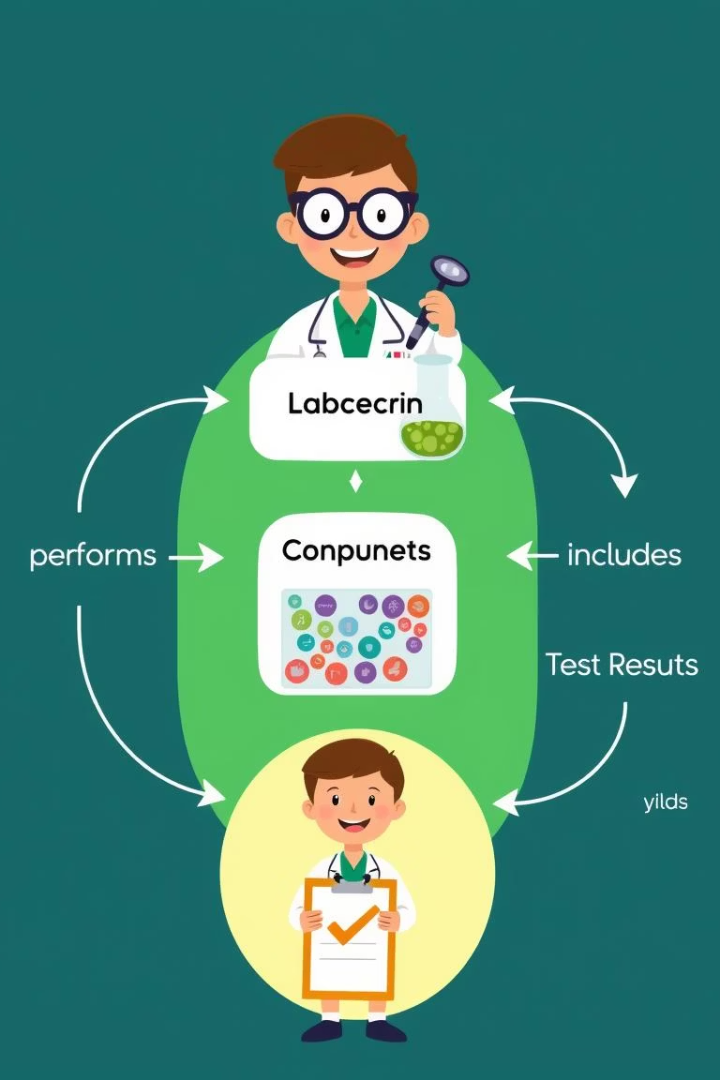 Labcecrin
Conpunets
performs
includes
Test Resuts
yilds